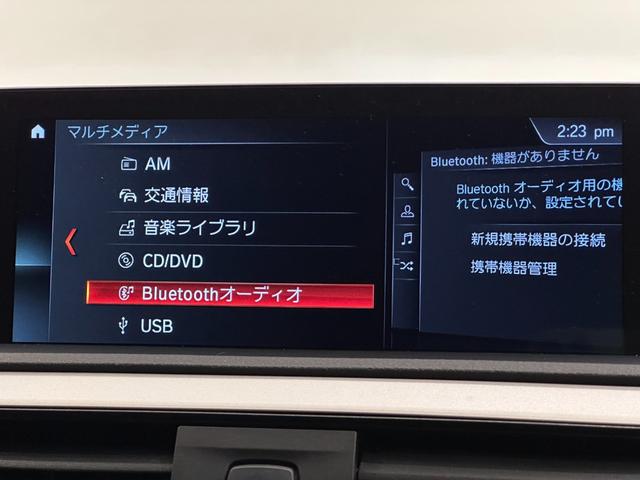 マルチメディア
2:23 pm
AM
交通情報
音楽ライブラリ
CD/DVD
Bluetoothオーディオ
USB
Bluetooth: 機器がありません
Bluetooth オーディオ用の機
れていないか、設定されてい
新規携帯機器の接続
携帯機器管理